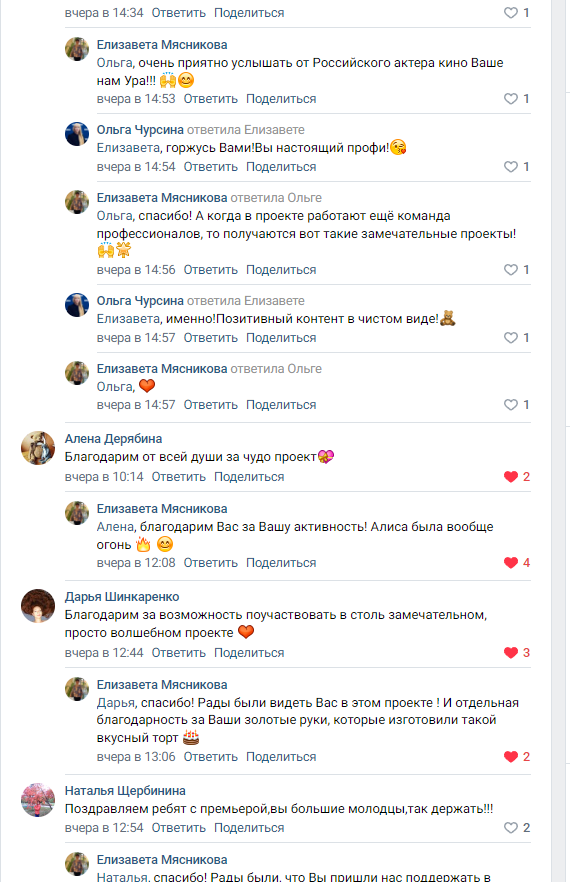 вчера в 14:34 Ответить Поделиться 1
Елизавета Мясникова
Ольга, очень приятно услышать от Российского актера кино Ваше
нам Ура!!! 🙌😊
вчера в 14:53 Ответить Поделиться 1
Ольга Чурсина ответила Елизавете
Елизавета, горжусь Вами!Вы настоящий профи!😘
вчера в 14:54 Ответить Поделиться 1
Елизавета Мясникова ответила Ольге
Ольга, спасибо! А когда в проекте работают ещё команда
профессионалов, то получаются вот такие замечательные проекты!
🙌🌟
вчера в 14:56 Ответить Поделиться 1
Ольга Чурсина ответила Елизавете
Елизавета, именно!Позитивный контент в чистом виде!🧸
вчера в 14:57 Ответить Поделиться 1
Елизавета Мясникова ответила Ольге
Ольга, ❤
вчера в 14:57 Ответить Поделиться 1
Алена Дерябина
Благодарим от всей души за чудо проект💝
вчера в 10:14 Ответить Поделиться 2
Елизавета Мясникова
Алена, благодарим Вас за Вашу активность! Алиса была вообще
огонь 🔥 😊
вчера в 12:08 Ответить Поделиться 4
Дарья Шинкаренко
Благодарим за возможность поучаствовать в столь замечательном,
просто волшебном проекте ❤
вчера в 12:44 Ответить Поделиться 3
Елизавета Мясникова
Дарья, спасибо! Рады были видеть Вас в этом проекте ! И отдельная
благодарность за Ваши золотые руки, которые изготовили такой
вкусный торт 🎂
вчера в 13:06 Ответить Поделиться 2
Наталья Щербинина
Поздравляем ребят с премьерой,вы большие молодцы,так держать!!!
вчера в 12:54 Ответить Поделиться 2
Елизавета Мясникова
Наталья, спасибо! Рады были, что Вы пришли нас поддержать в